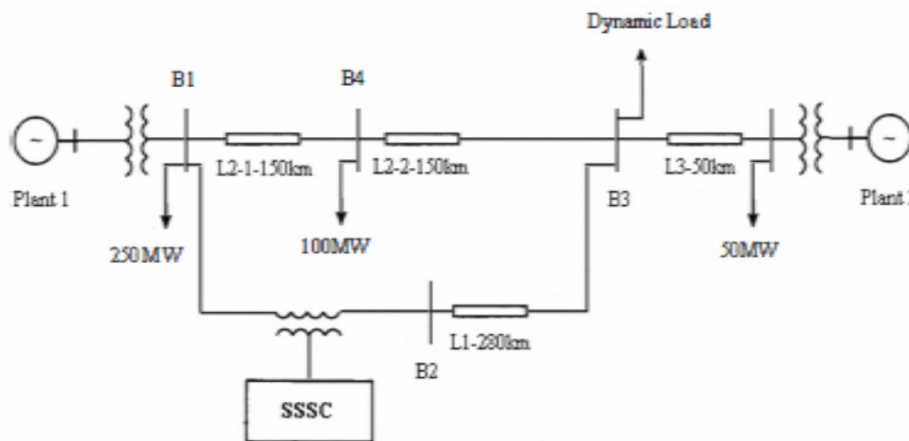 Dynamic Load
B1
B4
~
~
L2-1-150km
L2-2-150km
L3-50km
Plant 1
B3
Plant
250MW
100MW
50MW
L1-280km
B2
SSSC